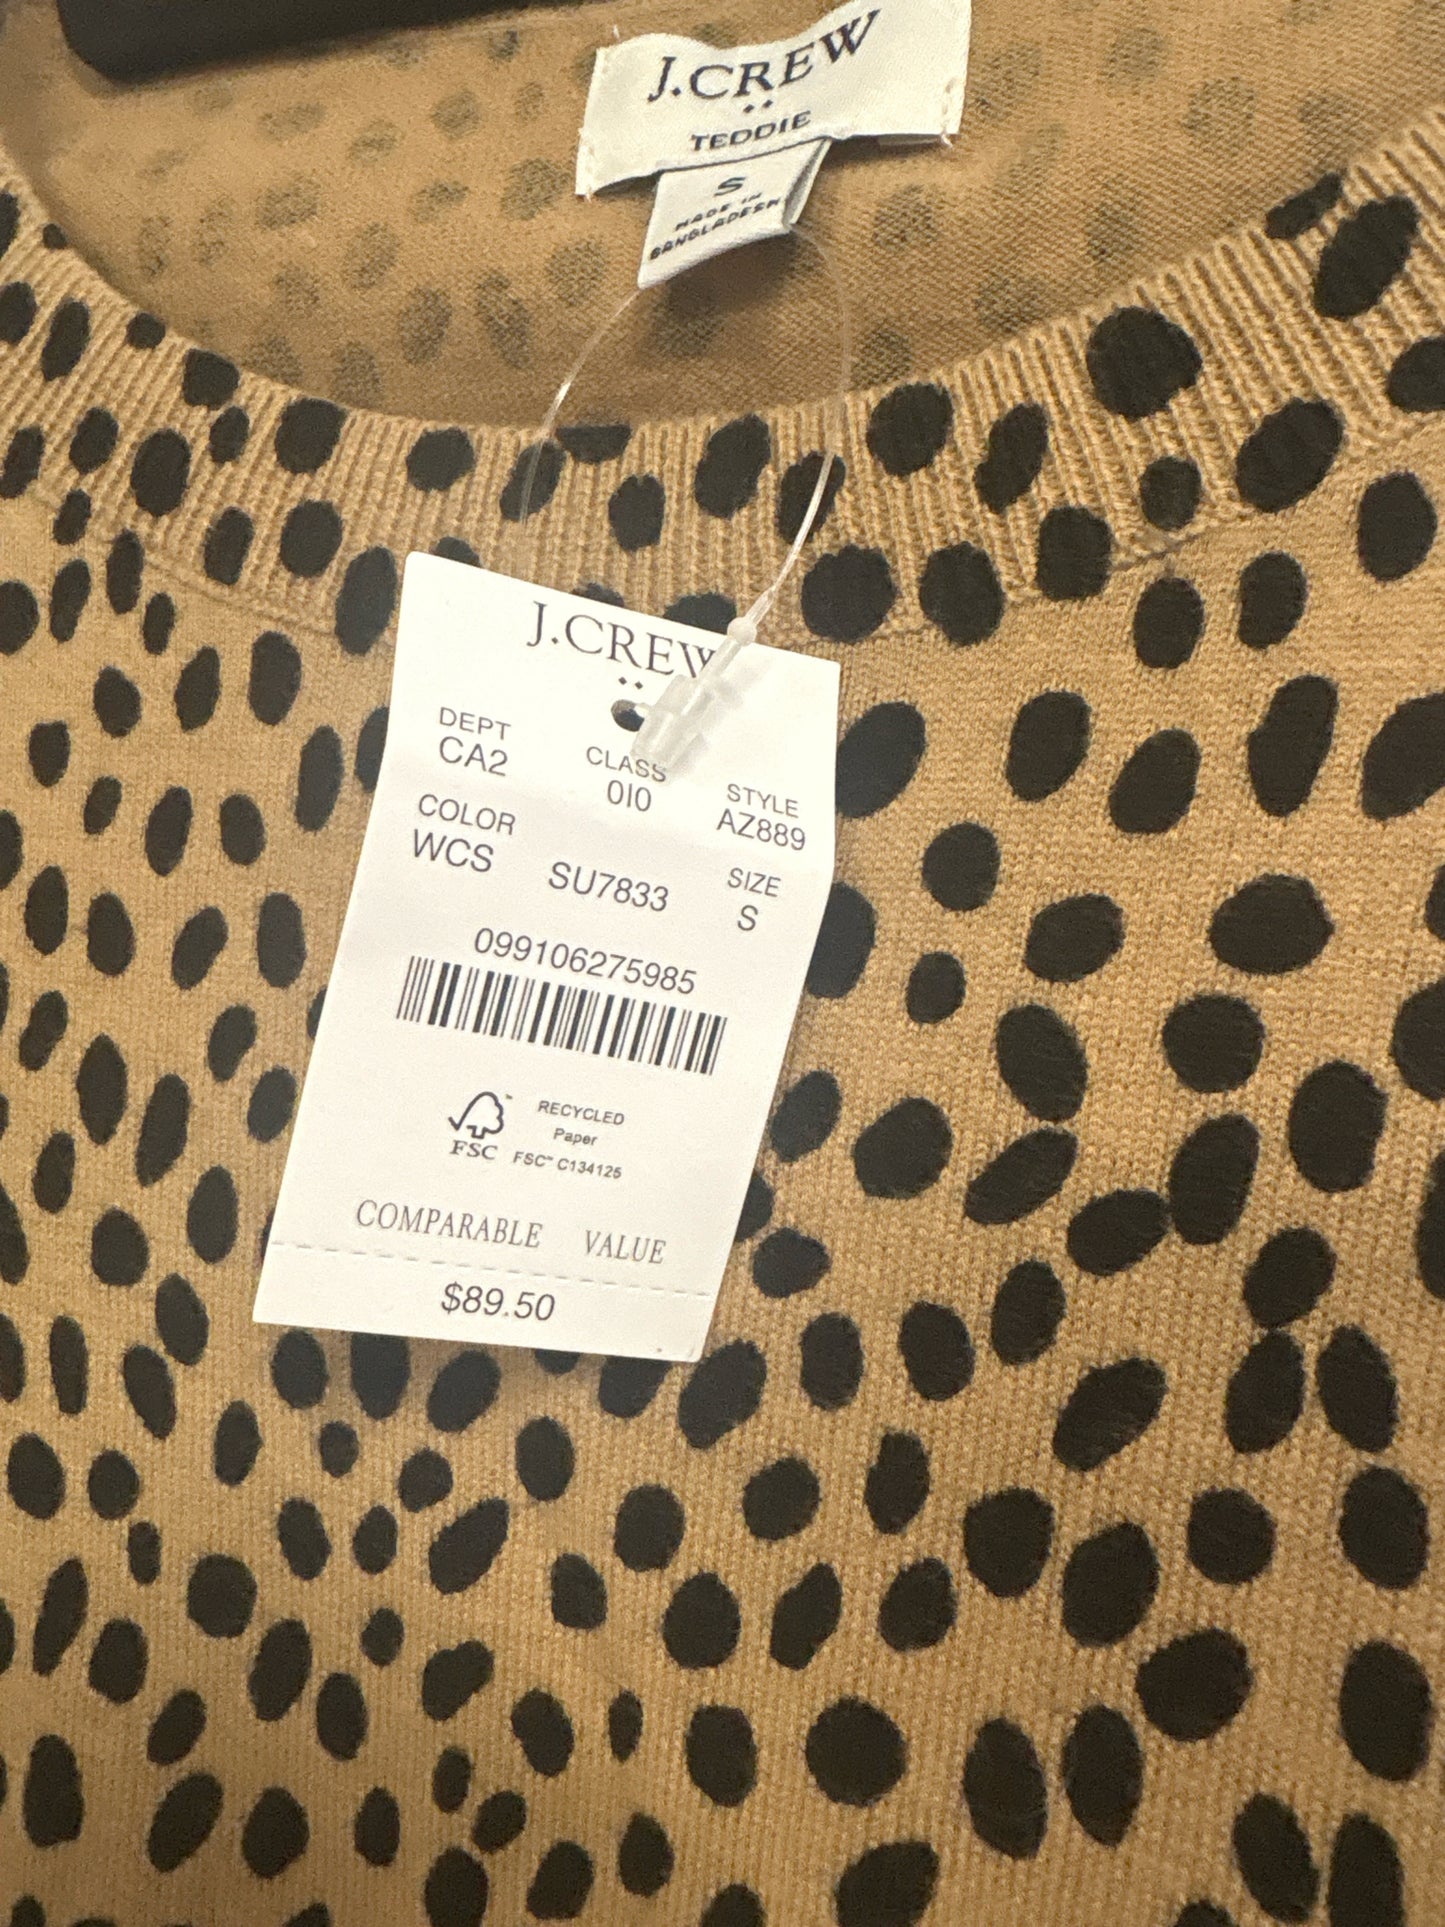 J.CREW
TEDDIE
S
MADE IN
BANGLADESH
J.CREW
DEPT CLASS STYLE
CA2 010 AZ889
COLOR SIZE
WCS SU7833 S
099106275985
RECYCLED
Paper
FSC FSC™ C134125
COMPARABLE VALUE
$89.50